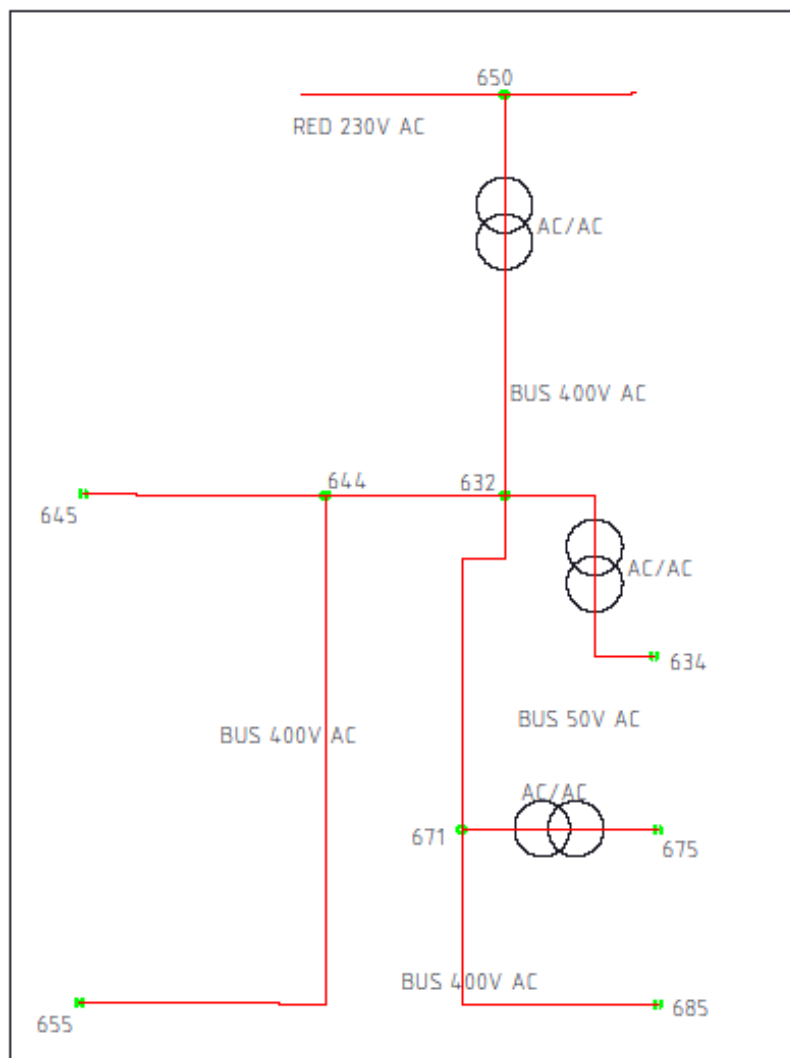 650
RED 230V AC
AC/AC
BUS 400V AC
644
632
645
AC/AC
634
BUS 50V AC
BUS 400V AC
AC/AC
671
675
BUS 400V AC
685
655